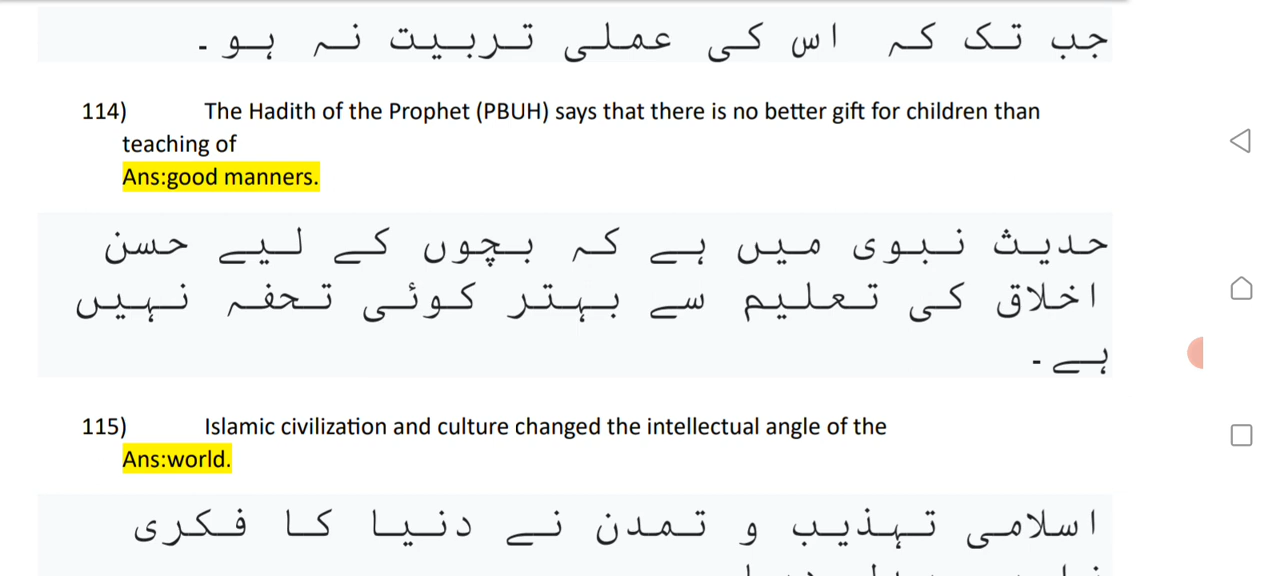 جب تک کہ اس کی عملی تربیت نہ ہو۔
114) The Hadith of the Prophet (PBUH) says that there is no better gift for children than
teaching of
Ans:good manners.
حدیث نبوی میں ہے کہ بچوں کے لیے حسن
اخلاق کی تعلیم سے بہتر کوئی تحفہ نہیں
ہے۔
115) Islamic civilization and culture changed the intellectual angle of the
Ans:world.
اسلامی تہذیب و تمدن نے دنیا کا فکری